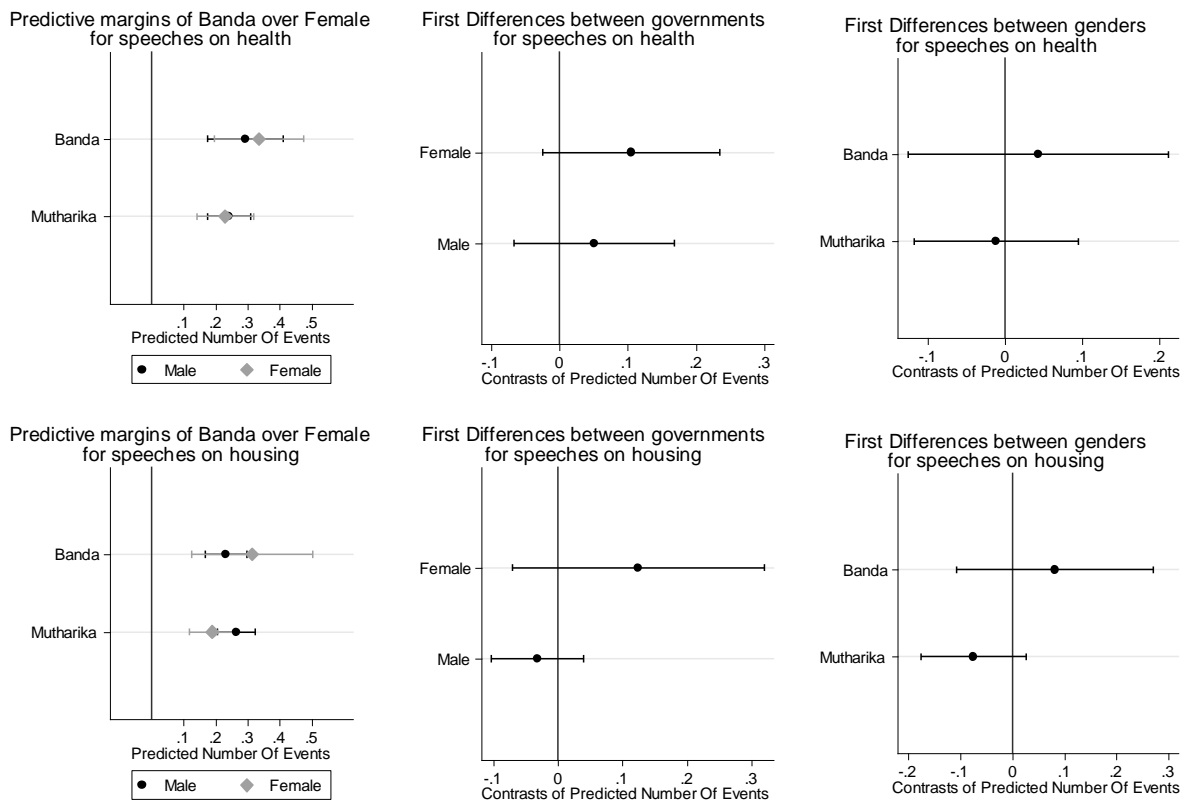 Predictive margins of Banda over Female
for speeches on health
Banda
Mutharika
.1 .2 .3 .4 .5
Predicted Number Of Events
Male Female
First Differences between governments
for speeches on health
Female
Male
-.1 0 .1 .2 .3
Contrasts of Predicted Number Of Events
First Differences between genders
for speeches on health
Banda
Mutharika
-.1 0 .1 .2
Contrasts of Predicted Number Of Events
Predictive margins of Banda over Female
for speeches on housing
Banda
Mutharika
.1 .2 .3 .4 .5
Predicted Number Of Events
Male Female
First Differences between governments
for speeches on housing
Female
Male
-.1 0 .1 .2 .3
Contrasts of Predicted Number Of Events
First Differences between genders
for speeches on housing
Banda
Mutharika
-.2 -.1 0 .1 .2 .3
Contrasts of Predicted Number Of Events